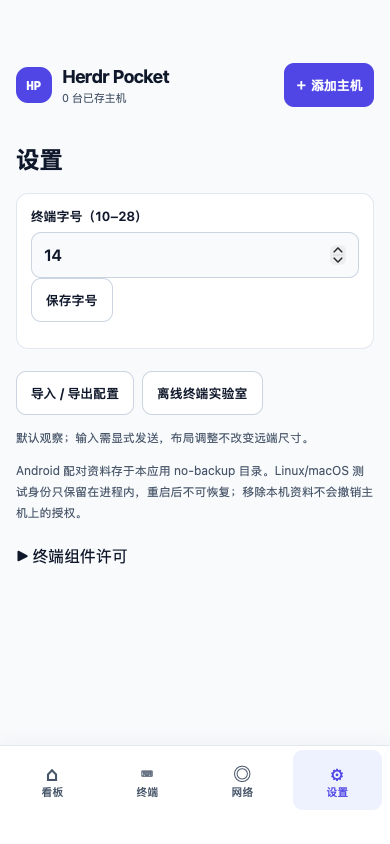 HP
Herdr Pocket
0 台已存主机
+ 添加主机
设置
终端字号（10–28）
14
保存字号
导入 / 导出配置
离线终端实验室
默认观察；输入需显式发送，布局调整不改变远端尺寸。
Android 配对资料存于本应用 no-backup 目录。Linux/macOS 测
试身份只保留在进程内，重启后不可恢复；移除本机资料不会撤销主
机上的授权。
▶ 终端组件许可
看板
终端
网络
设置